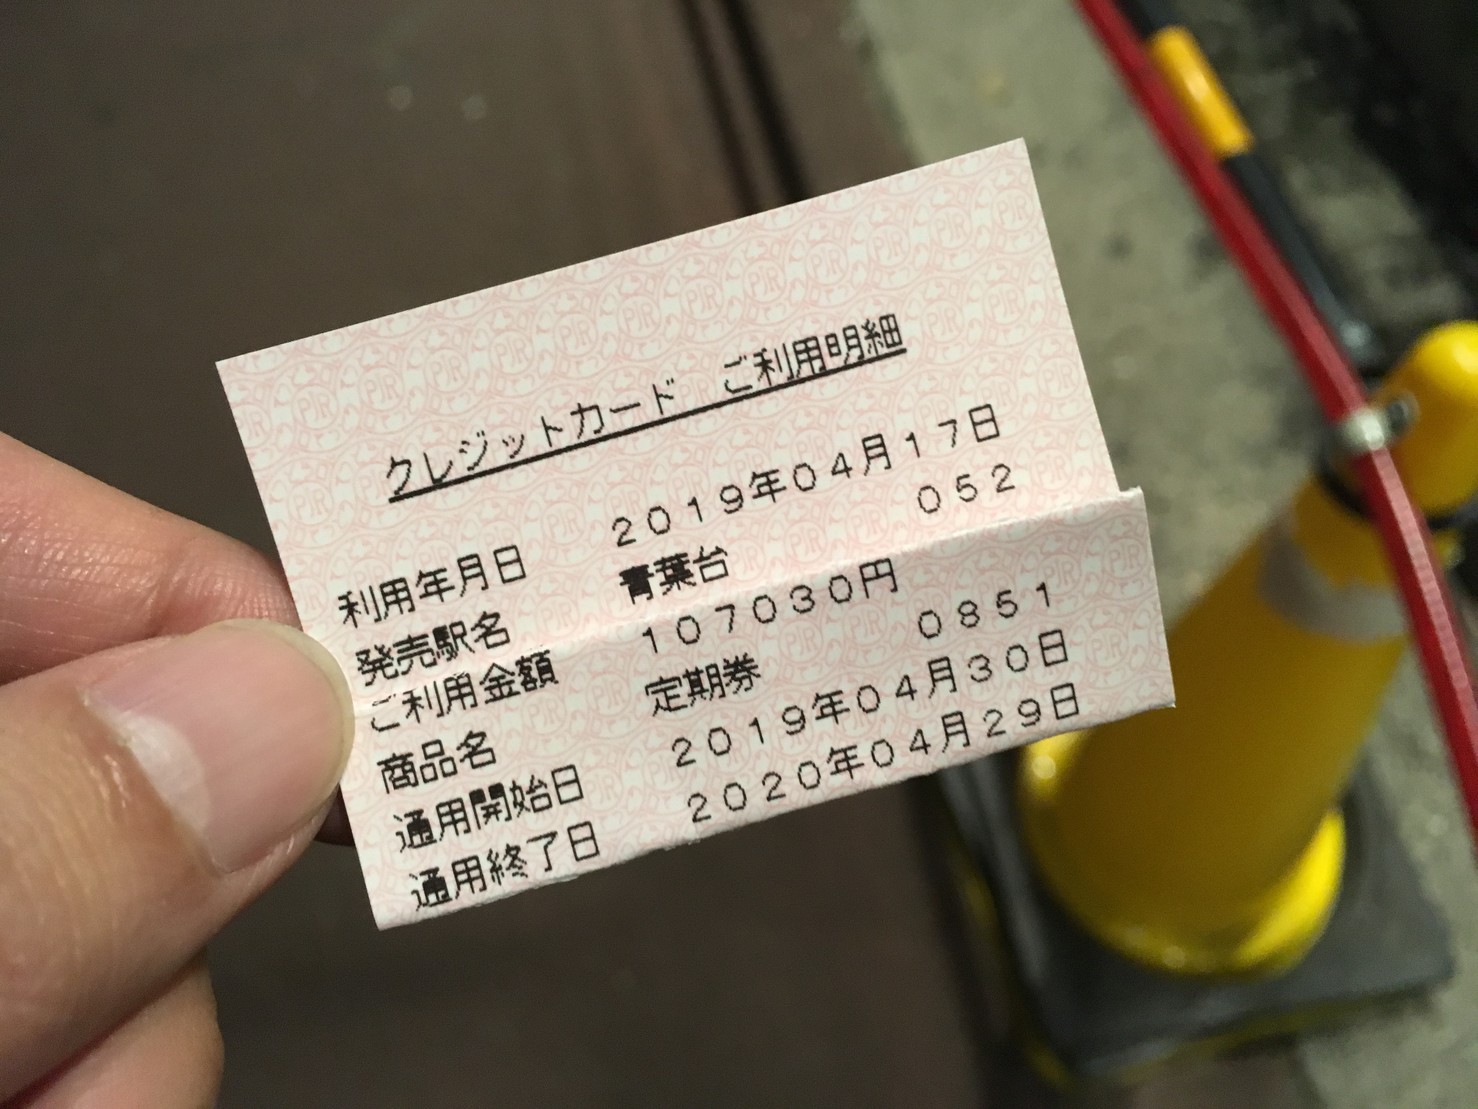 クレジットカード ご利用明細
利用年月日 2019年04月17日
発売駅名 青葉台 052
ご利用金額 107030円
商品名 定期券 0851
通用開始日 2019年04月30日
通用終了日 2020年04月29日